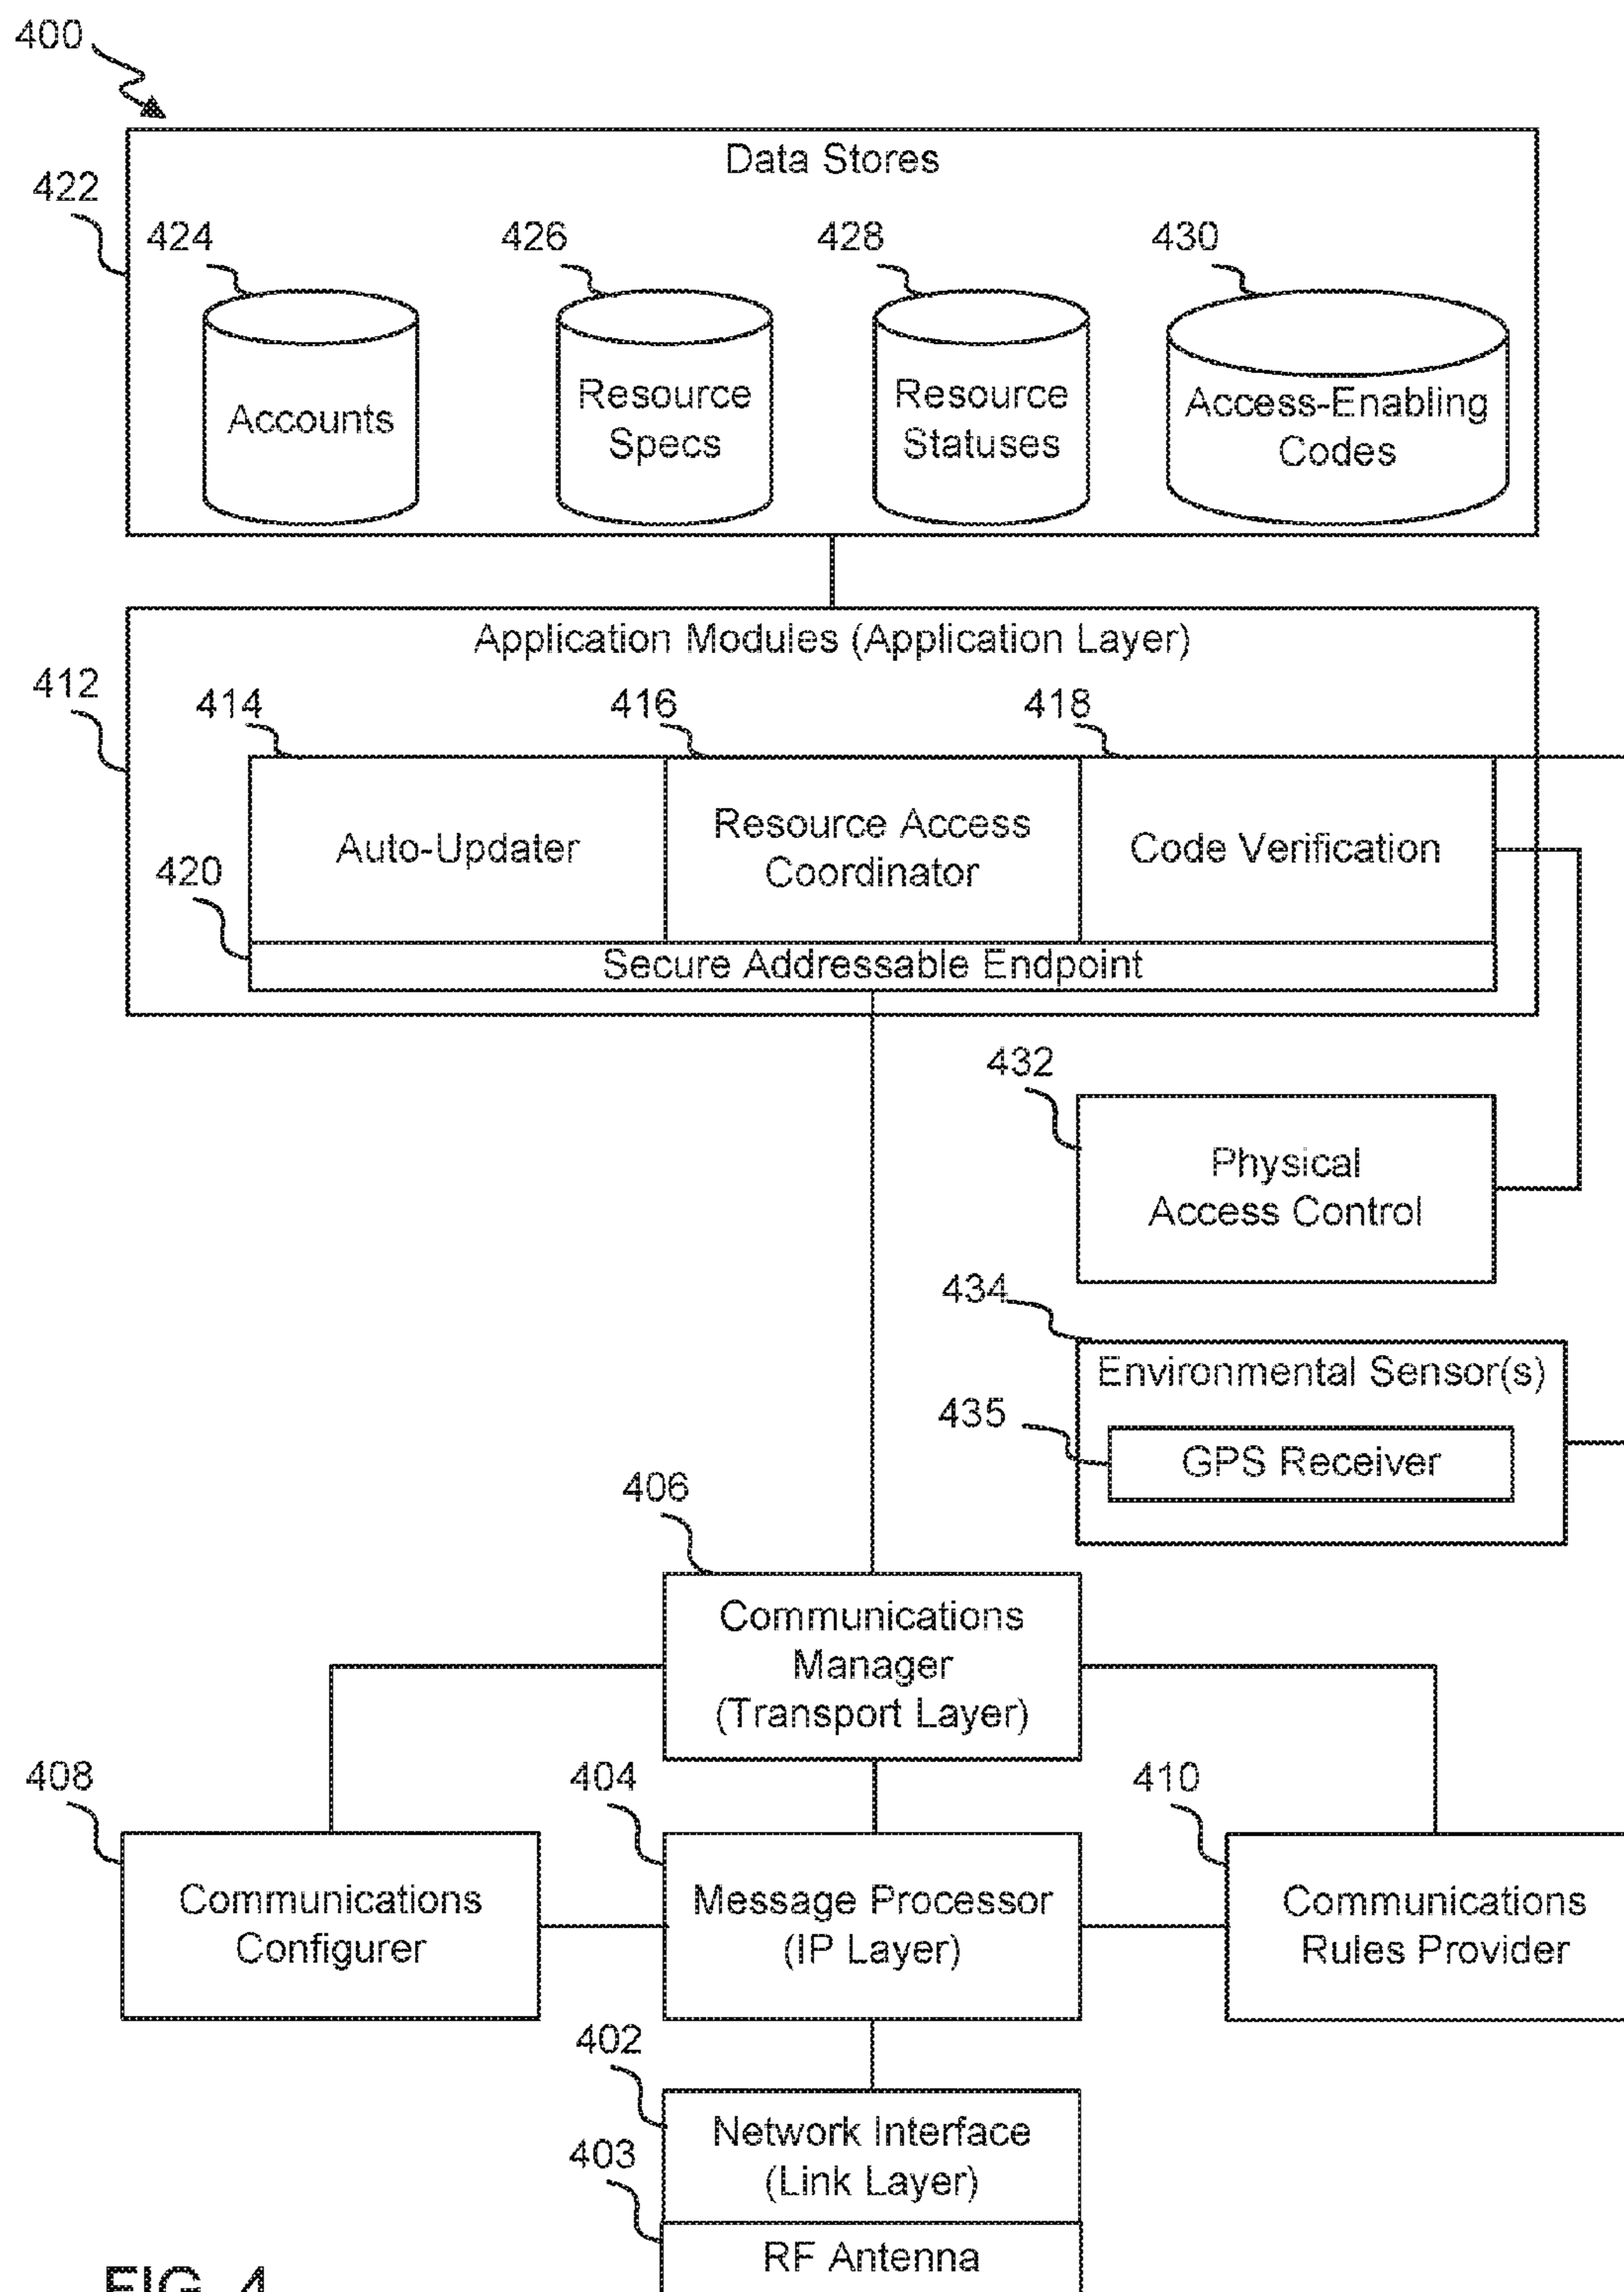 400
Data Stores
422
424
426
428
430
Accounts
Resource
Specs
Resource
Statuses
Access-Enabling
Codes
Application Modules (Application Layer)
412
414
416
418
Auto-Updater
Resource Access
Coordinator
Code Verification
420
Secure Addressable Endpoint
432
Physical
Access Control
434
Environmental Sensor(s)
435
GPS Receiver
406
Communications
Manager
(Transport Layer)
408
404
410
Communications
Configurer
Message Processor
(IP Layer)
Communications
Rules Provider
402
Network Interface
(Link Layer)
403
RF Antenna
FIG. 4